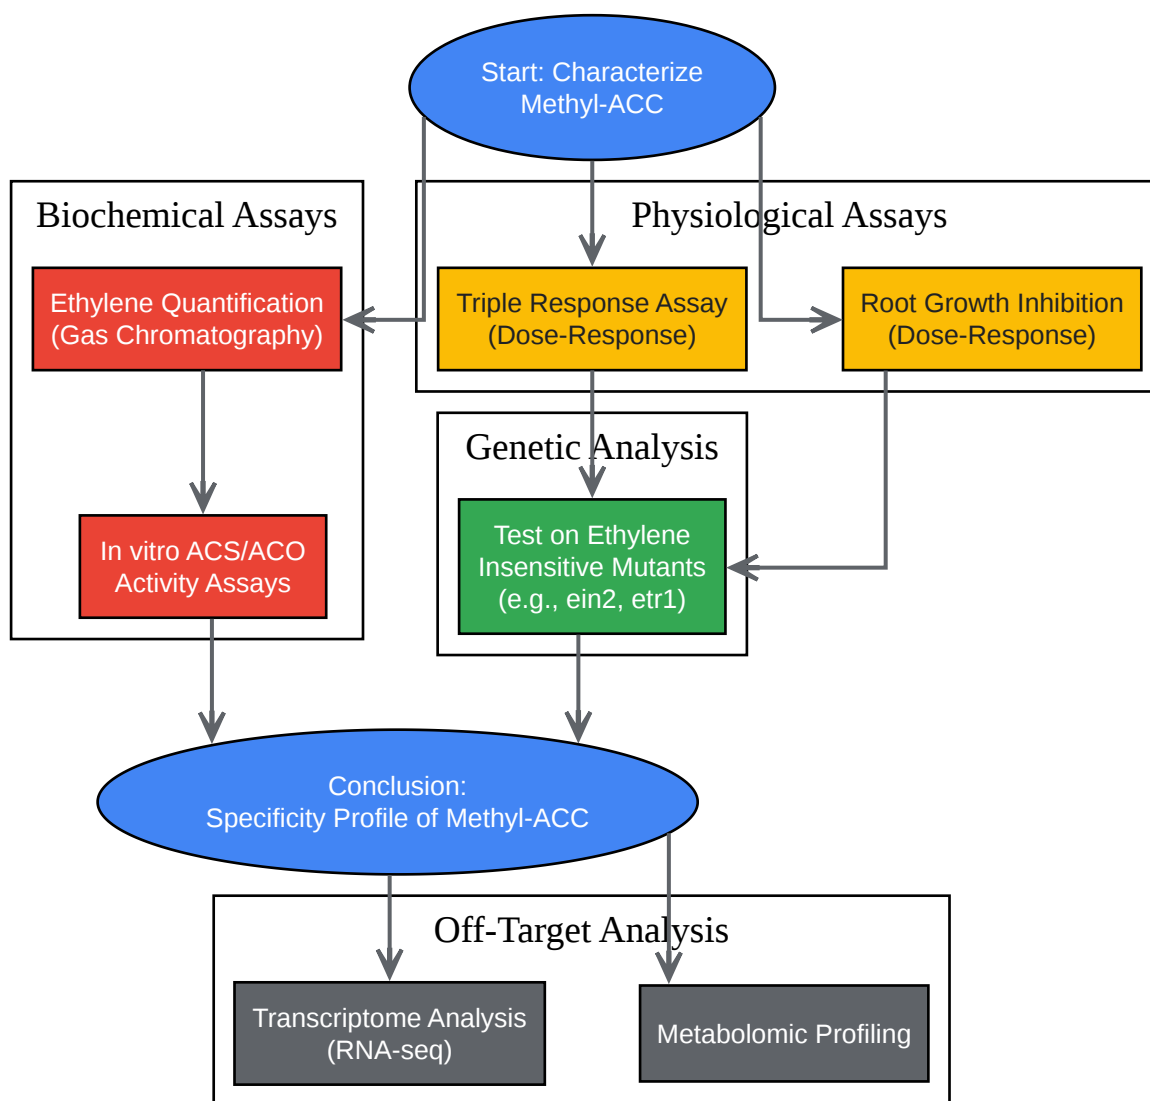 Start: Characterize
Methyl-ACC
Biochemical Assays
Physiological Assays
Ethylene Quantification
(Gas Chromatography)
Triple Response Assay
(Dose-Response)
Root Growth Inhibition
(Dose-Response)
Genetic Analysis
In vitro ACS/ACO
Activity Assays
Test on Ethylene
Insensitive Mutants
(e.g., ein2, etr1)
Conclusion:
Specificity Profile of Methyl-ACC
Off-Target Analysis
Transcriptome Analysis
(RNA-seq)
Metabolomic Profiling